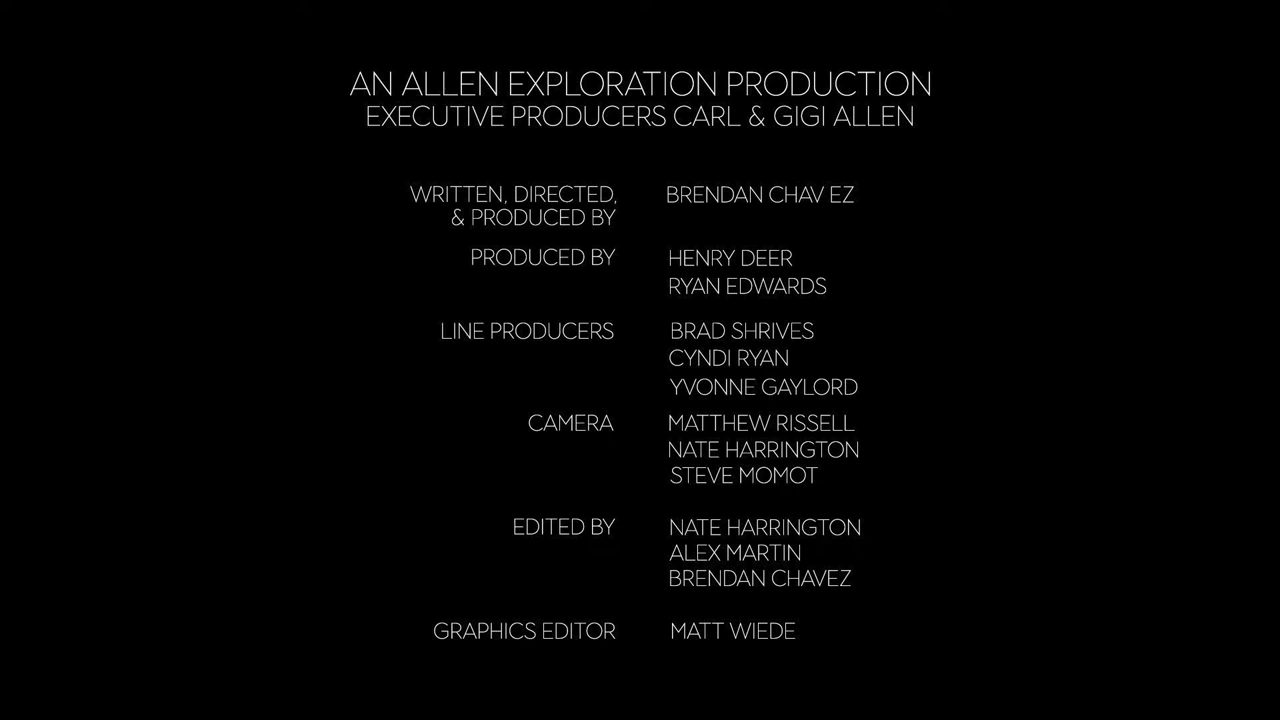 AN ALLEN EXPLORATION PRODUCTION
EXECUTIVE PRODUCERS CARL & GIGI ALLEN
WRITTEN, DIRECTED, BRENDAN CHAV EZ
& PRODUCED BY
PRODUCED BY HENRY DEER
RYAN EDWARDS
LINE PRODUCERS BRAD SHRIVES
CYNDI RYAN
YVONNE GAYLORD
CAMERA MATTHEW RISSELL
NATE HARRINGTON
STEVE MOMOT
EDITED BY NATE HARRINGTON
ALEX MARTIN
BRENDAN CHAVEZ
GRAPHICS EDITOR MATT WIEDE